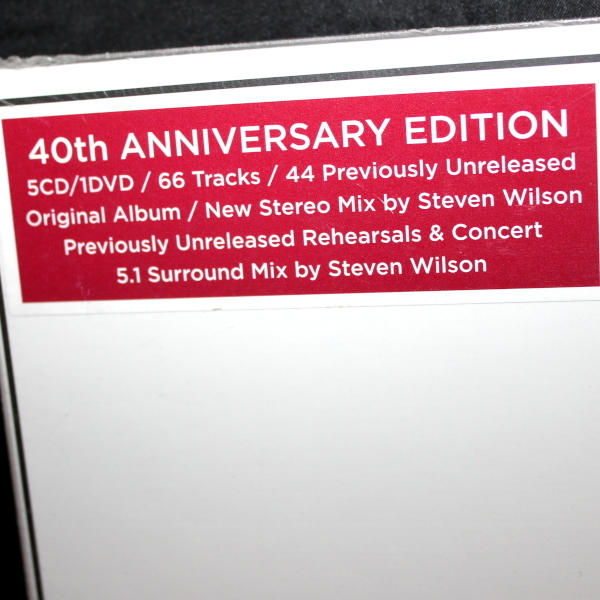 40th ANNIVERSARY EDITION
5CD/1DVD / 66 Tracks / 44 Previously Unreleased
Original Album / New Stereo Mix by Steven Wilson
Previously Unreleased Rehearsals & Concert
5.1 Surround Mix by Steven Wilson